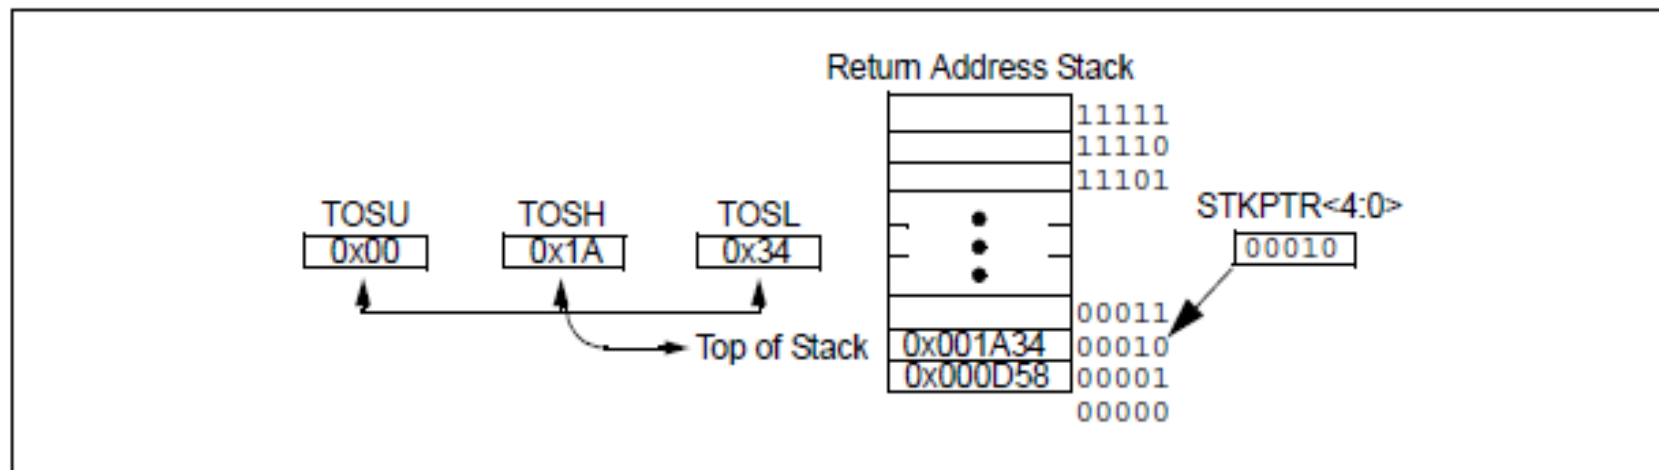 Return Address Stack
11111
11110
11101
TOSU TOSH TOSL STKPTR<4:0>
0x00 0x1A 0x34 00010
00011
Top of Stack 0x001A34 00010
0x000D58 00001
00000